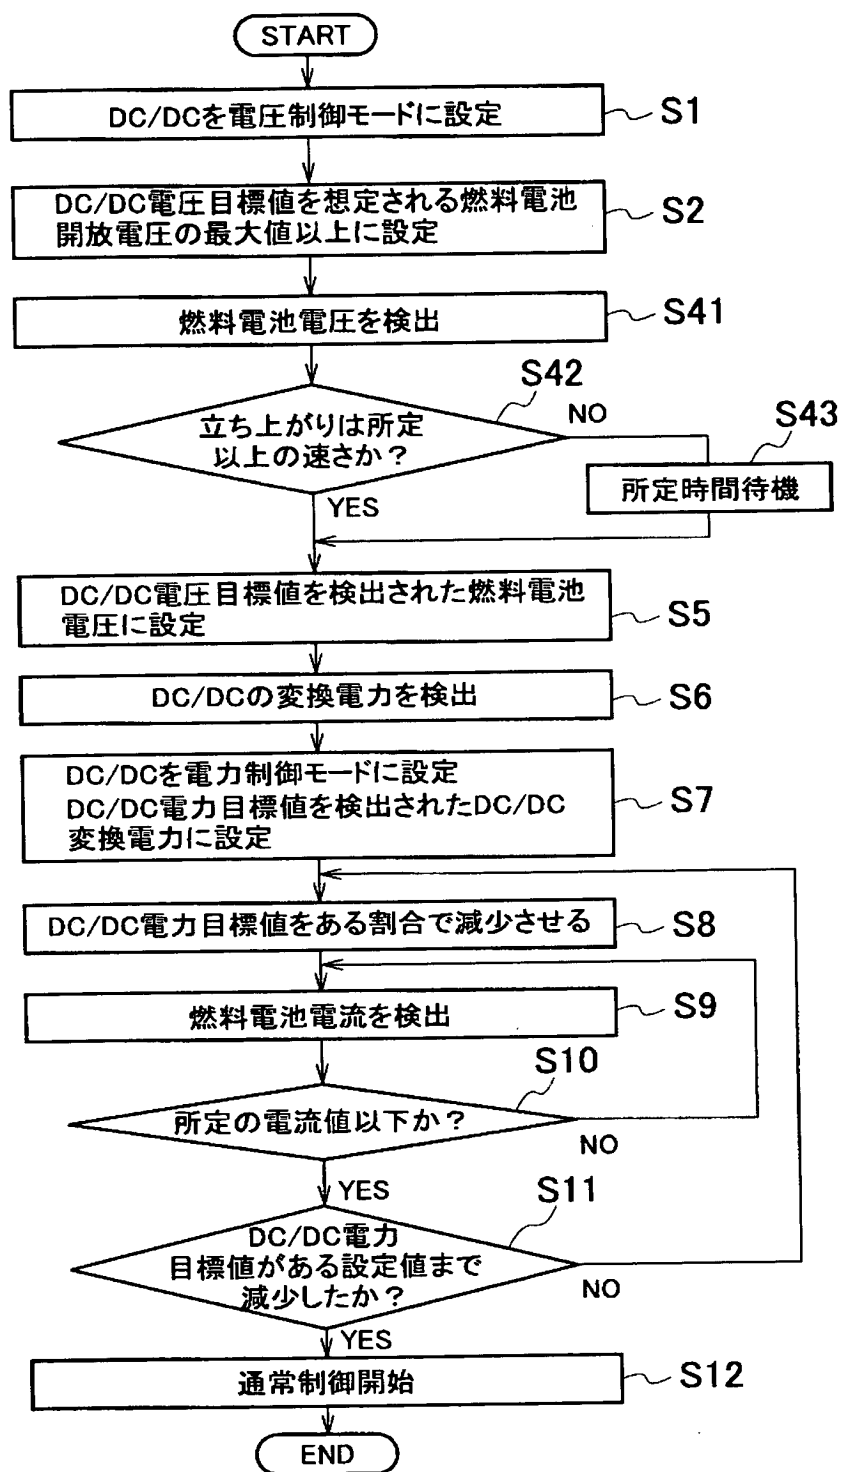 START
DC/DCを電圧制御モードに設定
S1
DC/DC電圧目標値を想定される燃料電池
開放電圧の最大値以上に設定
S2
燃料電池電圧を検出
S41
S42
立ち上がりは所定
以上の速さか?
NO
S43
所定時間待機
YES
DC/DC電圧目標値を検出された燃料電池
電圧に設定
S5
DC/DCの変換電力を検出
S6
DC/DCを電力制御モードに設定
DC/DC電力目標値を検出されたDC/DC
変換電力に設定
S7
DC/DC電力目標値をある割合で減少させる
S8
燃料電池電流を検出
S9
S10
所定の電流値以下か?
NO
YES
S11
DC/DC電力
目標値がある設定値まで
減少したか?
NO
YES
通常制御開始
S12
END